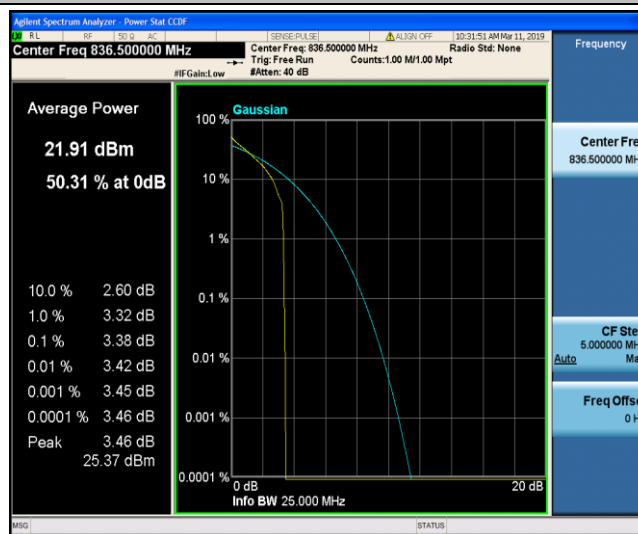 Agilent Spectrum Analyzer - Power Stat CCDF
RL RF 50 Ω AC SENSE:PULSE ALIGN OFF 10:31:51 AM Mar 11, 2019
Center Freq 836.500000 MHz
Center Freq: 836.500000 MHz Radio Std: None
Trig: Free Run Counts:1.00 M/1.00 Mpt
#IFGain:Low #Atten: 40 dB
Frequency
Average Power
21.91 dBm
50.31 % at 0dB
10.0 % 2.60 dB
1.0 % 3.32 dB
0.1 % 3.38 dB
0.01 % 3.42 dB
0.001 % 3.45 dB
0.0001 % 3.46 dB
Peak 3.46 dB
25.37 dBm
Gaussian
100 %
10 %
1 %
0.1 %
0.01 %
0.001 %
0.0001 %
0 dB 20 dB
Info BW 25.000 MHz
Center Fre
836.500000 MH
CF Ste
5.000000 MH
Auto Ma
Freq Offse
0 H
MSG STATUS